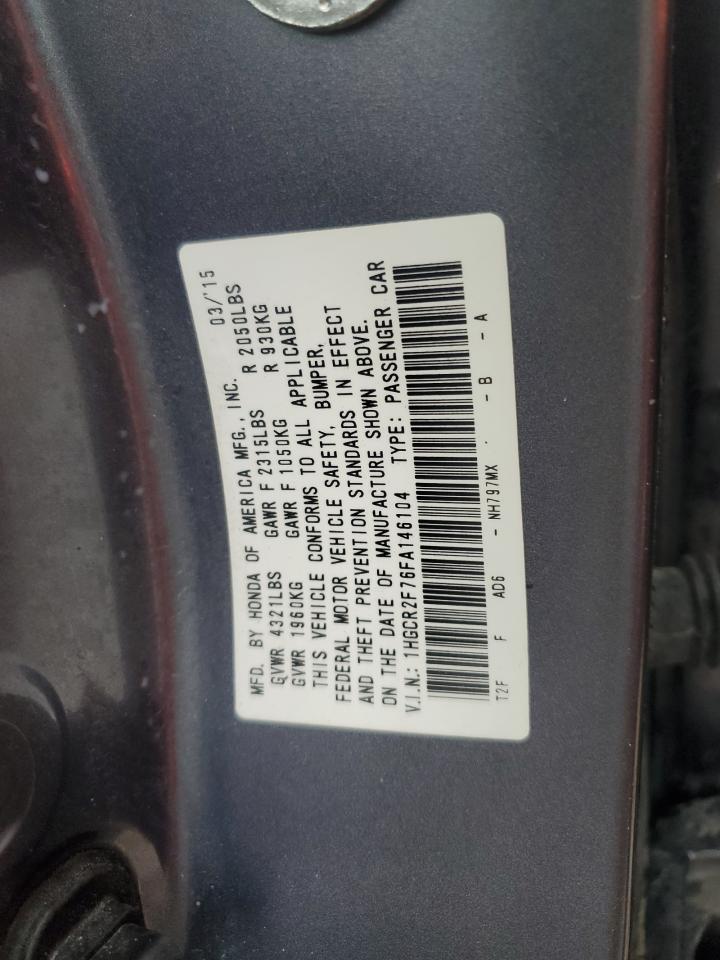 MFD. BY HONDA OF AMERICA MFG., INC. 03/'15
GVWR 4321LBS GAWR F 2315LBS R 2050LBS
GVWR 1960KG GAWR F 1050KG R 930KG
THIS VEHICLE CONFORMS TO ALL APPLICABLE
FEDERAL MOTOR VEHICLE SAFETY, BUMPER,
AND THEFT PREVENTION STANDARDS IN EFFECT
ON THE DATE OF MANUFACTURE SHOWN ABOVE.
V.I.N.: 1HGCR2F76FA146104 TYPE: PASSENGER CAR
T2F F AD6 - NH797MX - B - A